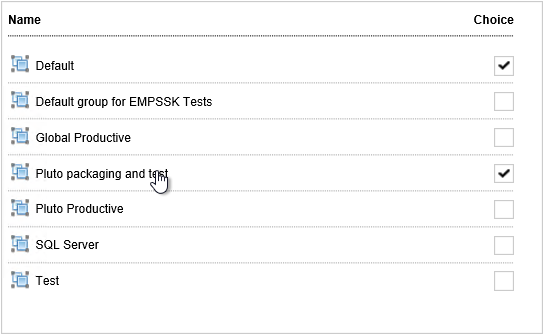 Name Choice
Default
Default group for EMPSSK Tests
Global Productive
Pluto packaging and test
Pluto Productive
SQL Server
Test